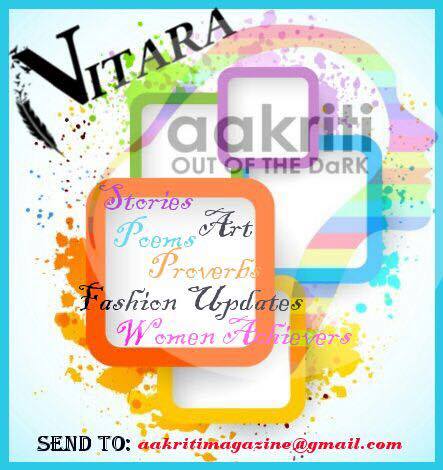 VITARA
aakriti
OUT OF THE DaRK
Stories
Art
Poems
Proverbs
Fashion Updates
Women Achievers
SEND TO: aakritimagazine@gmail.com